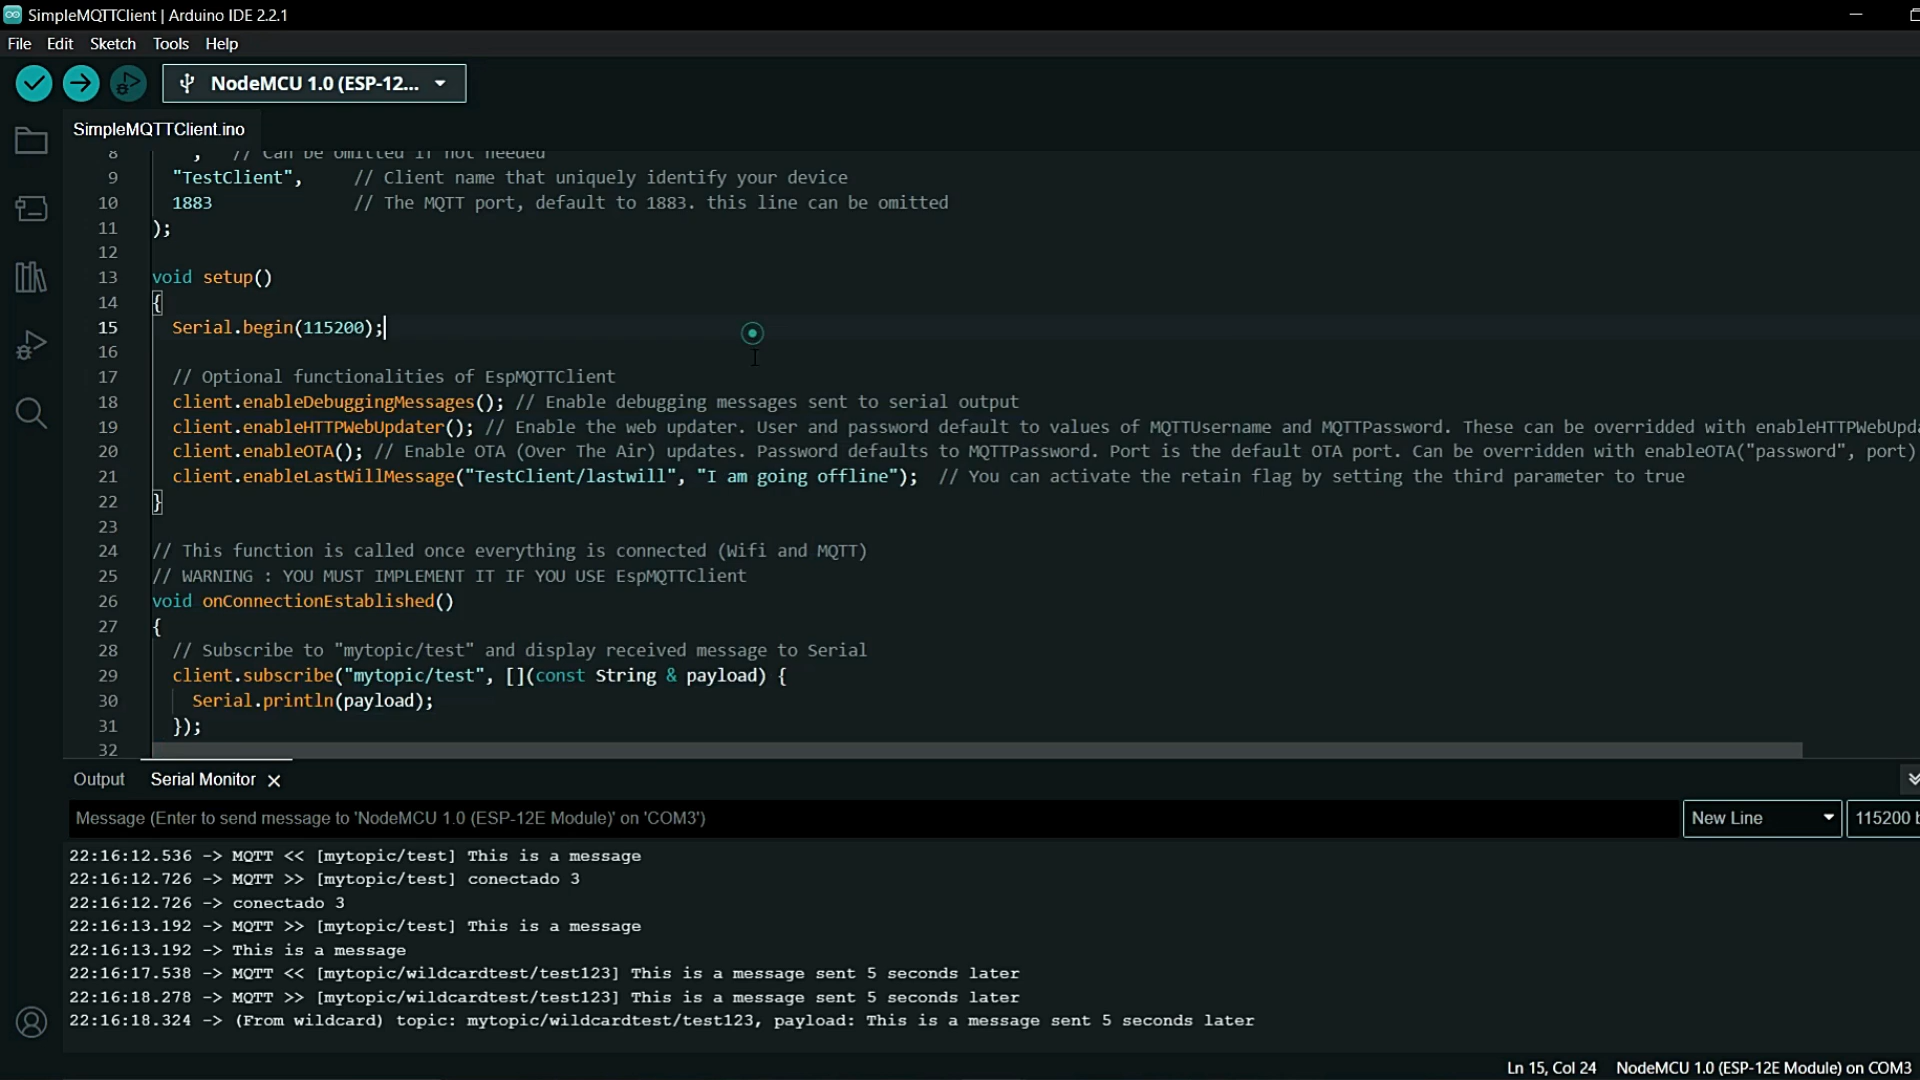 SimpleMQTTClient | Arduino IDE 2.2.1
File Edit Sketch Tools Help
NodeMCU 1.0 (ESP-12...
SimpleMQTTClient.ino
8 , // Can be omitted if not needed
9 "TestClient", // Client name that uniquely identify your device
10 1883 // The MQTT port, default to 1883. this line can be omitted
11 );
12
13 void setup()
14 {
15 Serial.begin(115200);
16
17 // Optional functionalities of EspMQTTClient
18 client.enableDebuggingMessages(); // Enable debugging messages sent to serial output
19 client.enableHTTPWebUpdater(); // Enable the web updater. User and password default to values of MQTTUsername and MQTTPassword. These can be overridded with enableHTTPWebUpda
20 client.enableOTA(); // Enable OTA (Over The Air) updates. Password defaults to MQTTPassword. Port is the default OTA port. Can be overridden with enableOTA("password", port)
21 client.enableLastWillMessage("TestClient/lastwill", "I am going offline"); // You can activate the retain flag by setting the third parameter to true
22 }
23
24 // This function is called once everything is connected (Wifi and MQTT)
25 // WARNING : YOU MUST IMPLEMENT IT IF YOU USE EspMQTTClient
26 void onConnectionEstablished()
27 {
28 // Subscribe to "mytopic/test" and display received message to Serial
29 client.subscribe("mytopic/test", [](const String & payload) {
30 Serial.println(payload);
31 });
32
Output Serial Monitor
Message (Enter to send message to 'NodeMCU 1.0 (ESP-12E Module)' on 'COM3')
New Line
115200 b
22:16:12.536 -> MQTT << [mytopic/test] This is a message
22:16:12.726 -> MQTT >> [mytopic/test] conectado 3
22:16:12.726 -> conectado 3
22:16:13.192 -> MQTT >> [mytopic/test] This is a message
22:16:13.192 -> This is a message
22:16:17.538 -> MQTT << [mytopic/wildcardtest/test123] This is a message sent 5 seconds later
22:16:18.278 -> MQTT >> [mytopic/wildcardtest/test123] This is a message sent 5 seconds later
22:16:18.324 -> (From wildcard) topic: mytopic/wildcardtest/test123, payload: This is a message sent 5 seconds later
Ln 15, Col 24 NodeMCU 1.0 (ESP-12E Module) on COM3